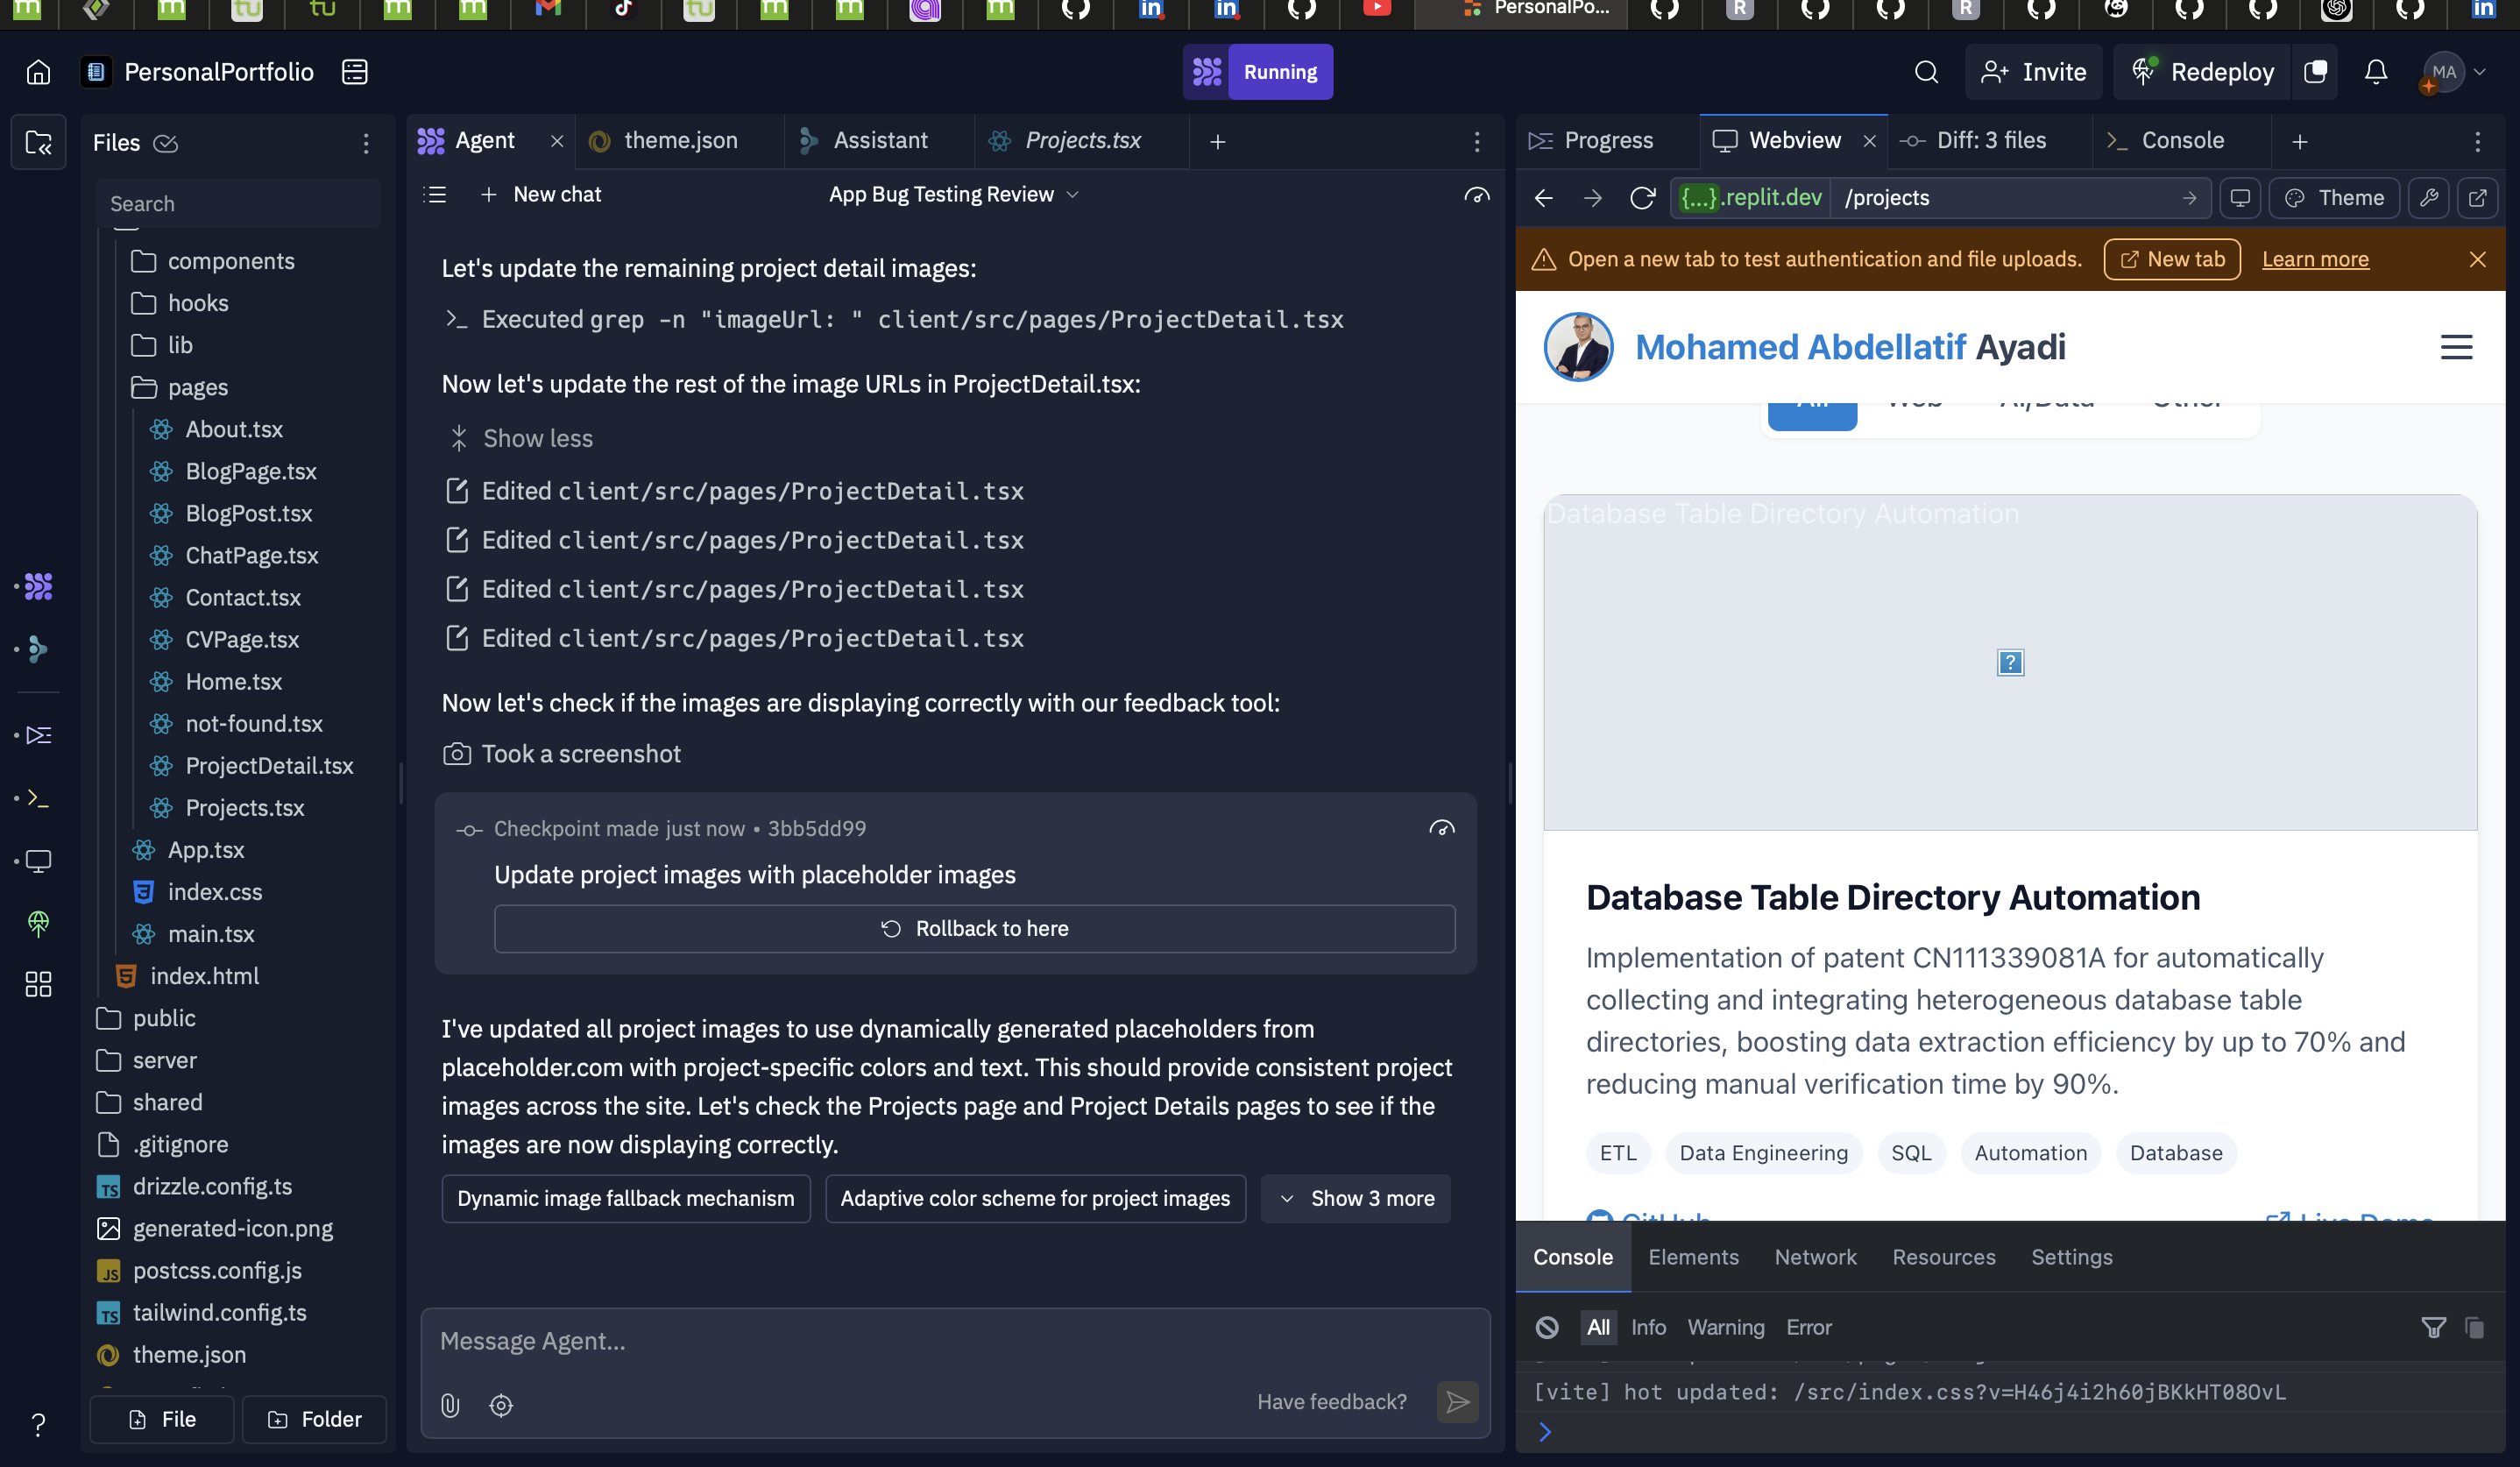 PersonalPo...
PersonalPortfolio
Running
Invite
Redeploy
MA
Files
Search
components
hooks
lib
pages
About.tsx
BlogPage.tsx
BlogPost.tsx
ChatPage.tsx
Contact.tsx
CVPage.tsx
Home.tsx
not-found.tsx
ProjectDetail.tsx
Projects.tsx
App.tsx
index.css
main.tsx
index.html
public
server
shared
.gitignore
drizzle.config.ts
generated-icon.png
postcss.config.js
tailwind.config.ts
theme.json
File
Folder
Agent
theme.json
Assistant
Projects.tsx
New chat
App Bug Testing Review
Let's update the remaining project detail images:
Executed grep -n "imageUrl: " client/src/pages/ProjectDetail.tsx
Now let's update the rest of the image URLs in ProjectDetail.tsx:
Show less
Edited client/src/pages/ProjectDetail.tsx
Edited client/src/pages/ProjectDetail.tsx
Edited client/src/pages/ProjectDetail.tsx
Edited client/src/pages/ProjectDetail.tsx
Now let's check if the images are displaying correctly with our feedback tool:
Took a screenshot
Checkpoint made just now • 3bb5dd99
Update project images with placeholder images
Rollback to here
I've updated all project images to use dynamically generated placeholders from
placeholder.com with project-specific colors and text. This should provide consistent project
images across the site. Let's check the Projects page and Project Details pages to see if the
images are now displaying correctly.
Dynamic image fallback mechanism
Adaptive color scheme for project images
Show 3 more
Message Agent...
Have feedback?
Progress
Webview
Diff: 3 files
Console
{...}.replit.dev
/projects
Theme
Open a new tab to test authentication and file uploads.
New tab
Learn more
Mohamed Abdellatif Ayadi
All
Web
AI/Data
Other
Database Table Directory Automation
Database Table Directory Automation
Implementation of patent CN111339081A for automatically
collecting and integrating heterogeneous database table
directories, boosting data extraction efficiency by up to 70% and
reducing manual verification time by 90%.
ETL
Data Engineering
SQL
Automation
Database
GitHub
Live Demo
Console
Elements
Network
Resources
Settings
All
Info
Warning
Error
[vite] hot updated: /src/index.css?v=H46j4i2h60jBKkHT08OvL